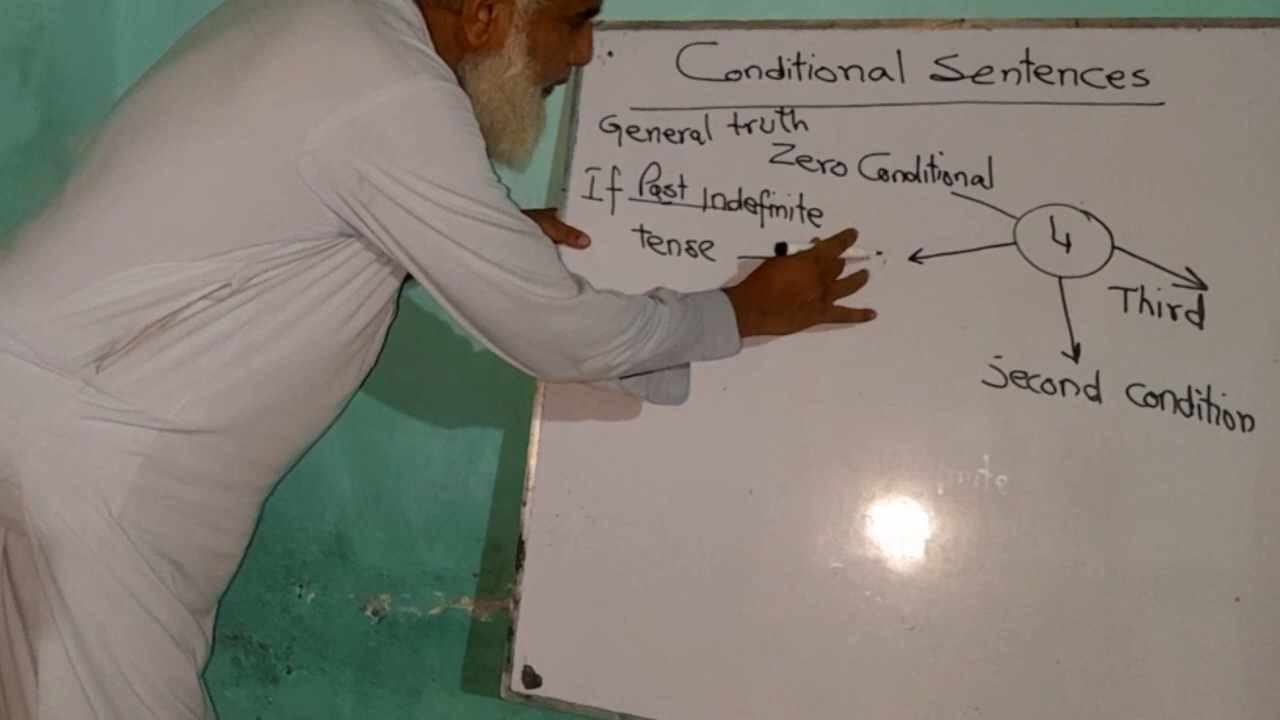 Conditional Sentences
General truth
Zero Conditional
If Past Indefinite
tense
4
Third
Second condition